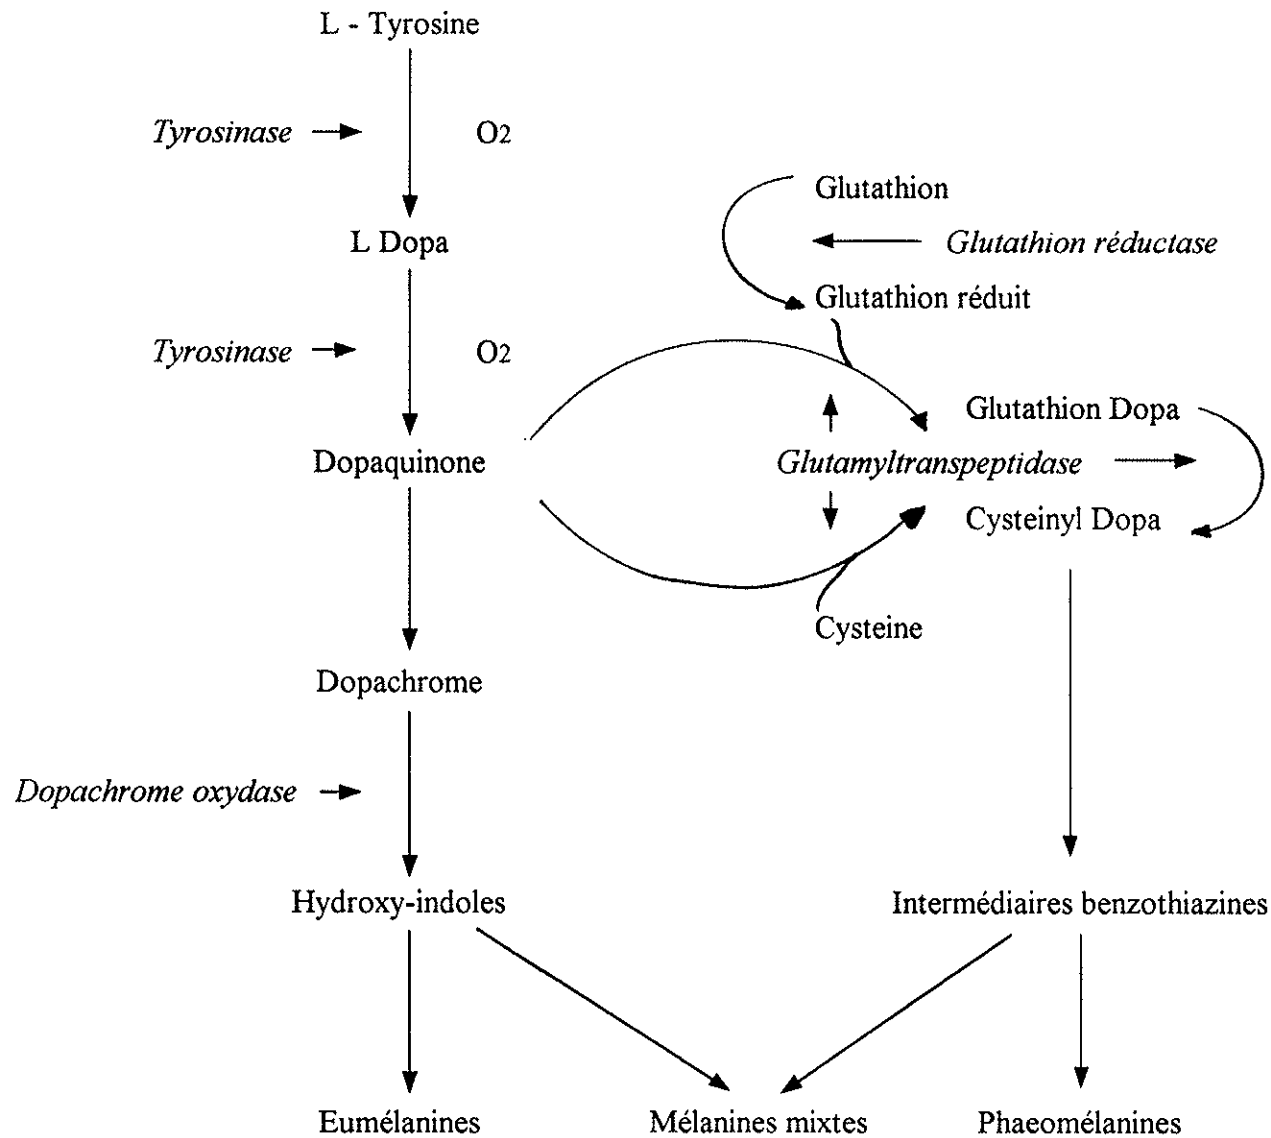 L - Tyrosine
Tyrosinase
O2
Glutathion
L Dopa
Glutathion réductase
Glutathion réduit
Tyrosinase
O2
Glutathion Dopa
Dopaquinone
Glutamyltranspeptidase
Cysteinyl Dopa
Cysteine
Dopachrome
Dopachrome oxydase
Hydroxy-indoles
Intermédiaires benzothiazines
Eumélanines
Mélanines mixtes
Phaeomélanines